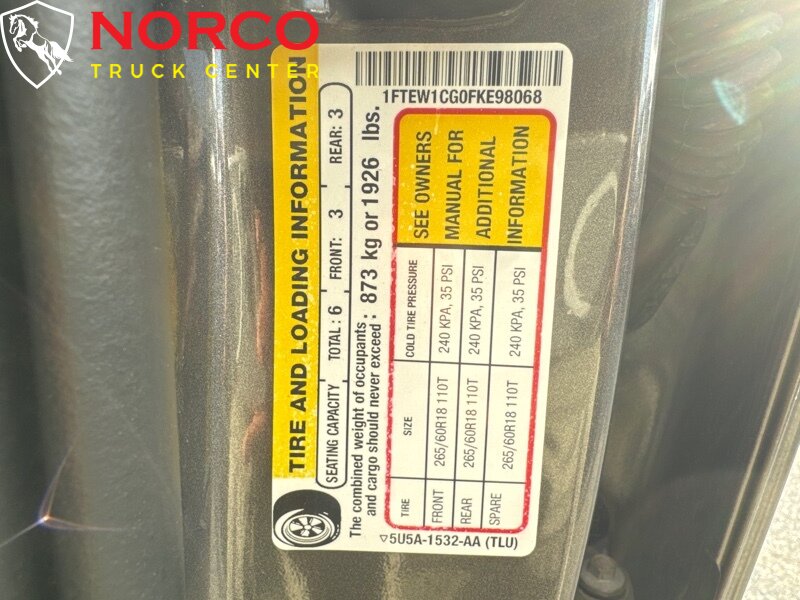 NORCO
TRUCK CENTER
1FTEW1CG0FKE98068
TIRE AND LOADING INFORMATION
SEATING CAPACITY TOTAL : 6 FRONT: 3 REAR: 3
The combined weight of occupants : 873 kg or 1926 lbs.
and cargo should never exceed
TIRE SIZE COLD TIRE PRESSURE SEE OWNERS
FRONT 265/60R18 110T 240 KPA, 35 PSI MANUAL FOR
REAR 265/60R18 110T 240 KPA, 35 PSI ADDITIONAL
SPARE 265/60R18 110T 240 KPA, 35 PSI INFORMATION
▽5U5A-1532-AA (TLU)